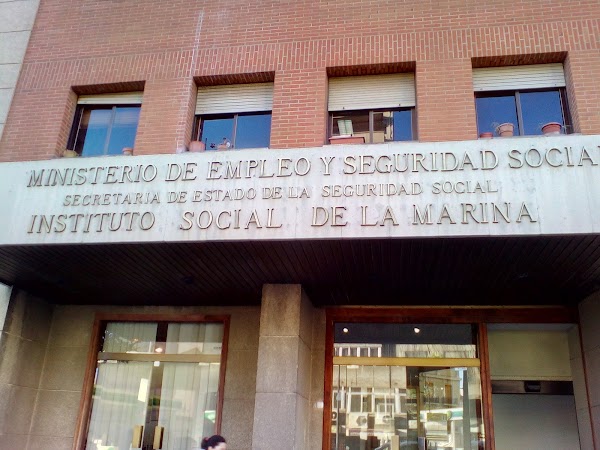 MINISTERIO DE EMPLEO Y SEGURIDAD SOCIAL
SECRETARIA DE ESTADO DE LA SEGURIDAD SOCIAL
INSTITUTO SOCIAL DE LA MARINA